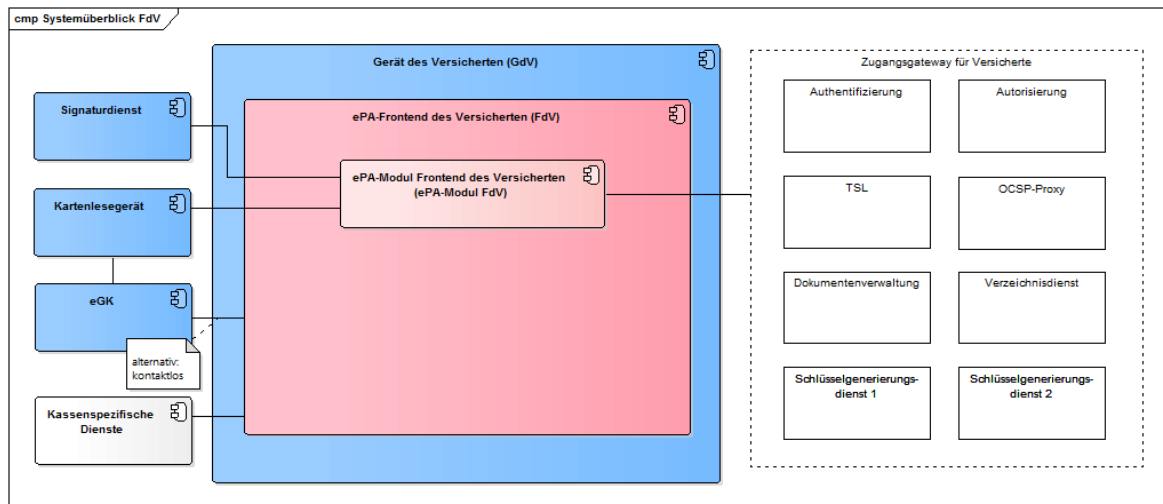 cmp Systemüberblick FdV
Gerät des Versicherten (GdV)
Zugangsgateway für Versicherte
Signaturdienst
ePA-Frontend des Versicherten (FdV)
Authentifizierung
Autorisierung
ePA-Modul Frontend des Versicherten
(ePA-Modul FdV)
Kartenlesegerät
TSL
OCSP-Proxy
eGK
Dokumentenverwaltung
Verzeichnisdienst
alternativ:
kontaktlos
Kassenspezifische
Dienste
Schlüsselgenerierungs-
dienst 1
Schlüsselgenerierungs-
dienst 2